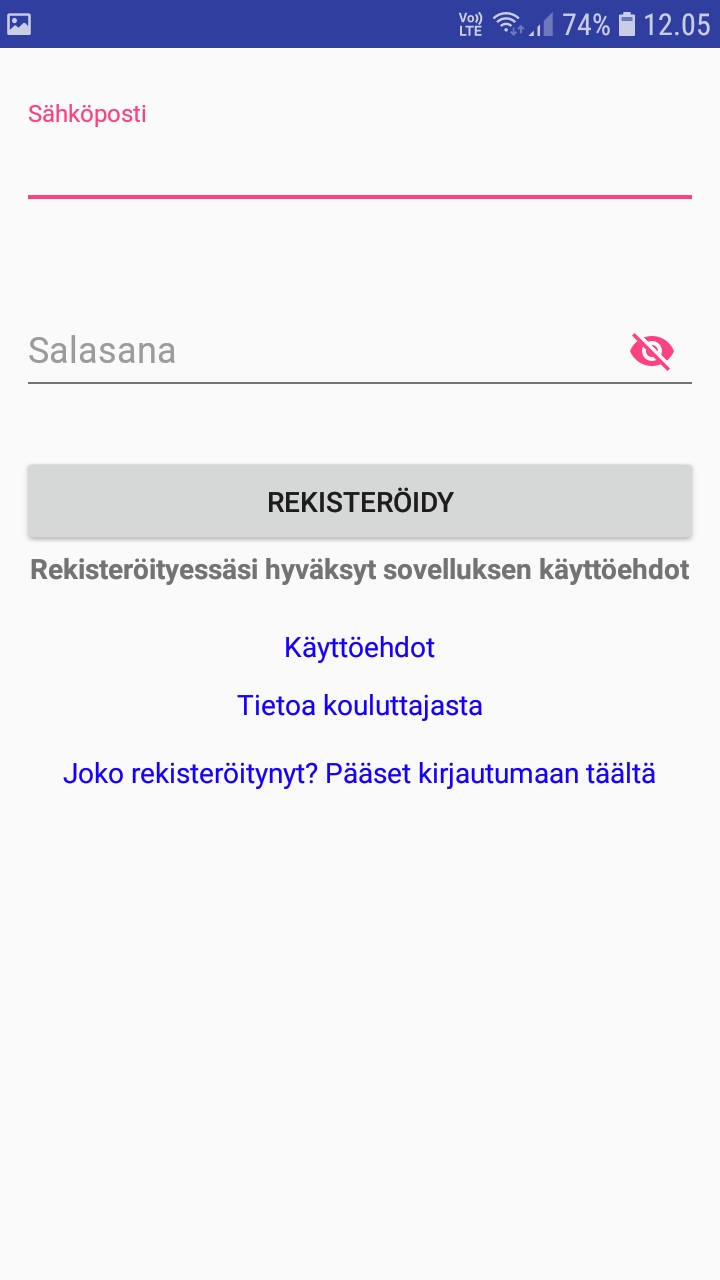 Vo)) LTE 74% 12.05
Sähköposti
Salasana
REKISTERÖIDY
Rekisteröityessäsi hyväksyt sovelluksen käyttöehdot
Käyttöehdot
Tietoa kouluttajasta
Joko rekisteröitynyt? Pääset kirjautumaan täältä